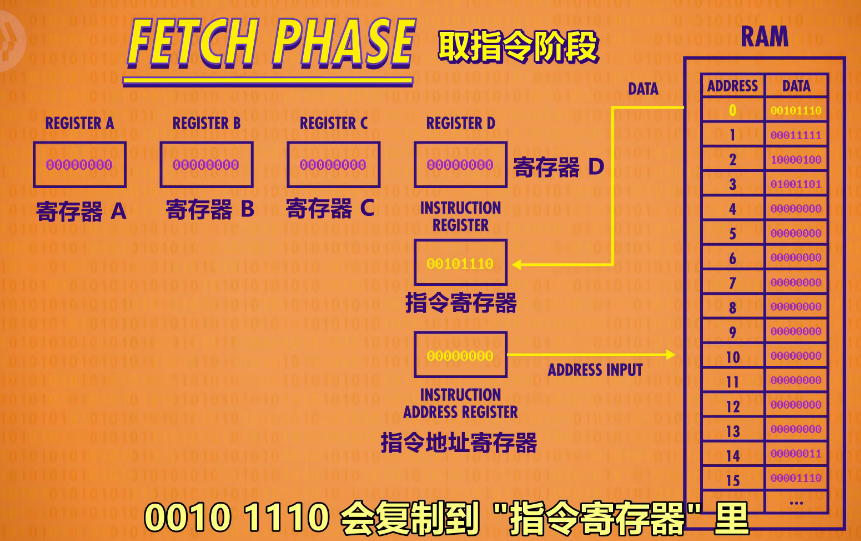 FETCH PHASE 取指令阶段
RAM
DATA
ADDRESS DATA
0 00101110
1 00011111
2 10000100
3 01001101
4 00000000
5 00000000
6 00000000
7 00000000
8 00000000
9 00000000
10 00000000
11 00000000
12 00000000
13 00000000
14 00000011
15 00001110
...
REGISTER A
00000000
寄存器 A
REGISTER B
00000000
寄存器 B
REGISTER C
00000000
寄存器 C
REGISTER D
00000000
寄存器 D
INSTRUCTION
REGISTER
00101110
指令寄存器
00000000
ADDRESS INPUT
INSTRUCTION
ADDRESS REGISTER
指令地址寄存器
0010 1110 会复制到 "指令寄存器" 里